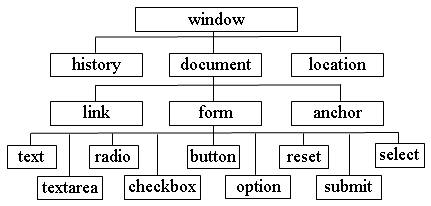 window
history document location
link form anchor
text radio button reset select
textarea checkbox option submit